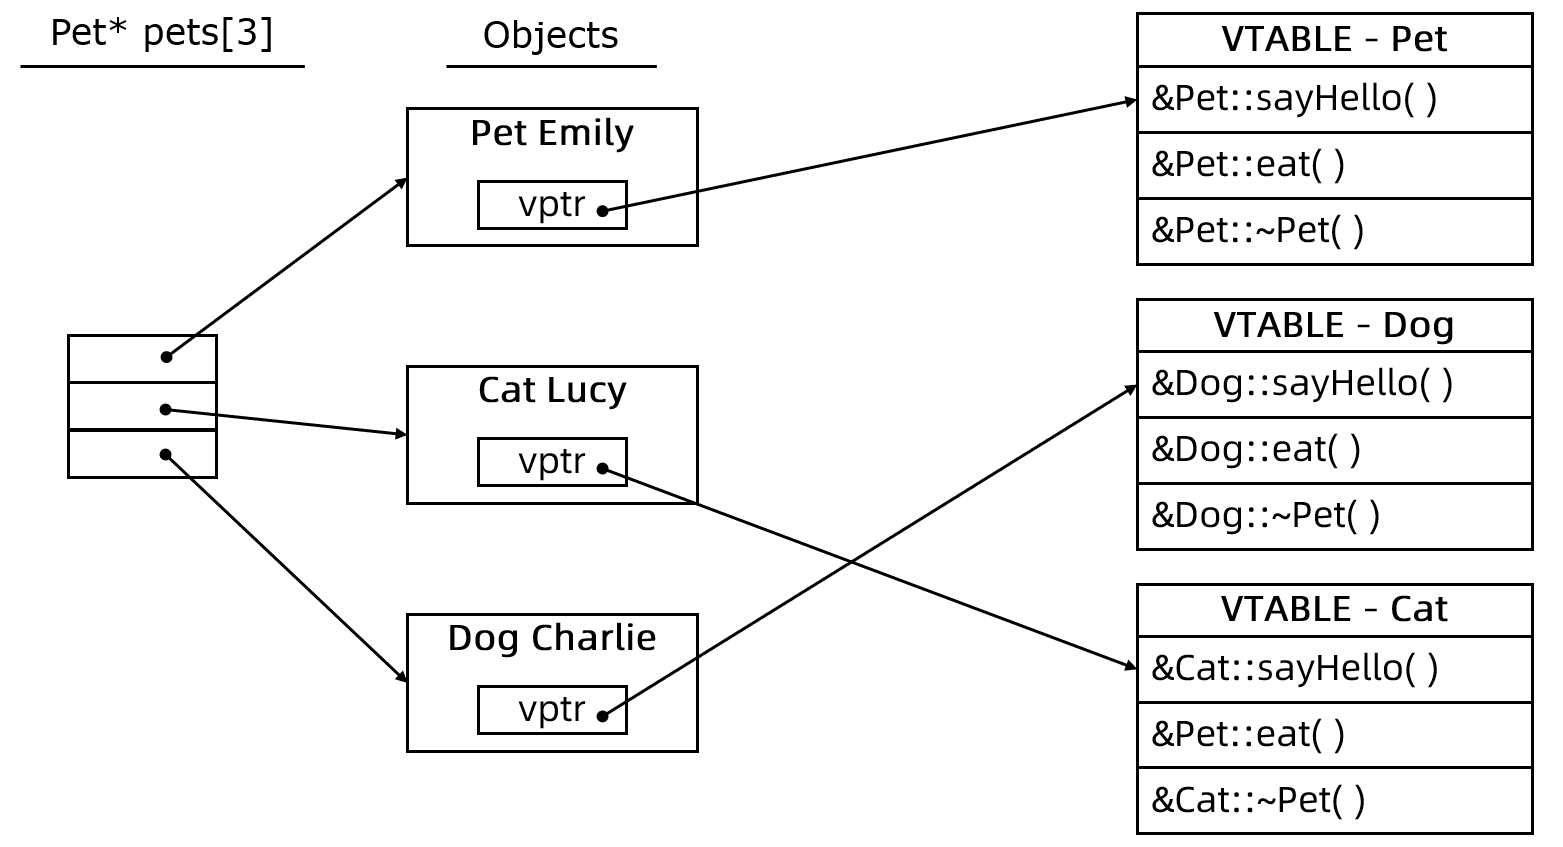 Pet* pets[3]
Objects
Pet Emily
vptr
Cat Lucy
vptr
Dog Charlie
vptr
VTABLE - Pet
&Pet::sayHello( )
&Pet::eat( )
&Pet::~Pet( )
VTABLE - Dog
&Dog::sayHello( )
&Dog::eat( )
&Dog::~Pet( )
VTABLE - Cat
&Cat::sayHello( )
&Pet::eat( )
&Cat::~Pet( )